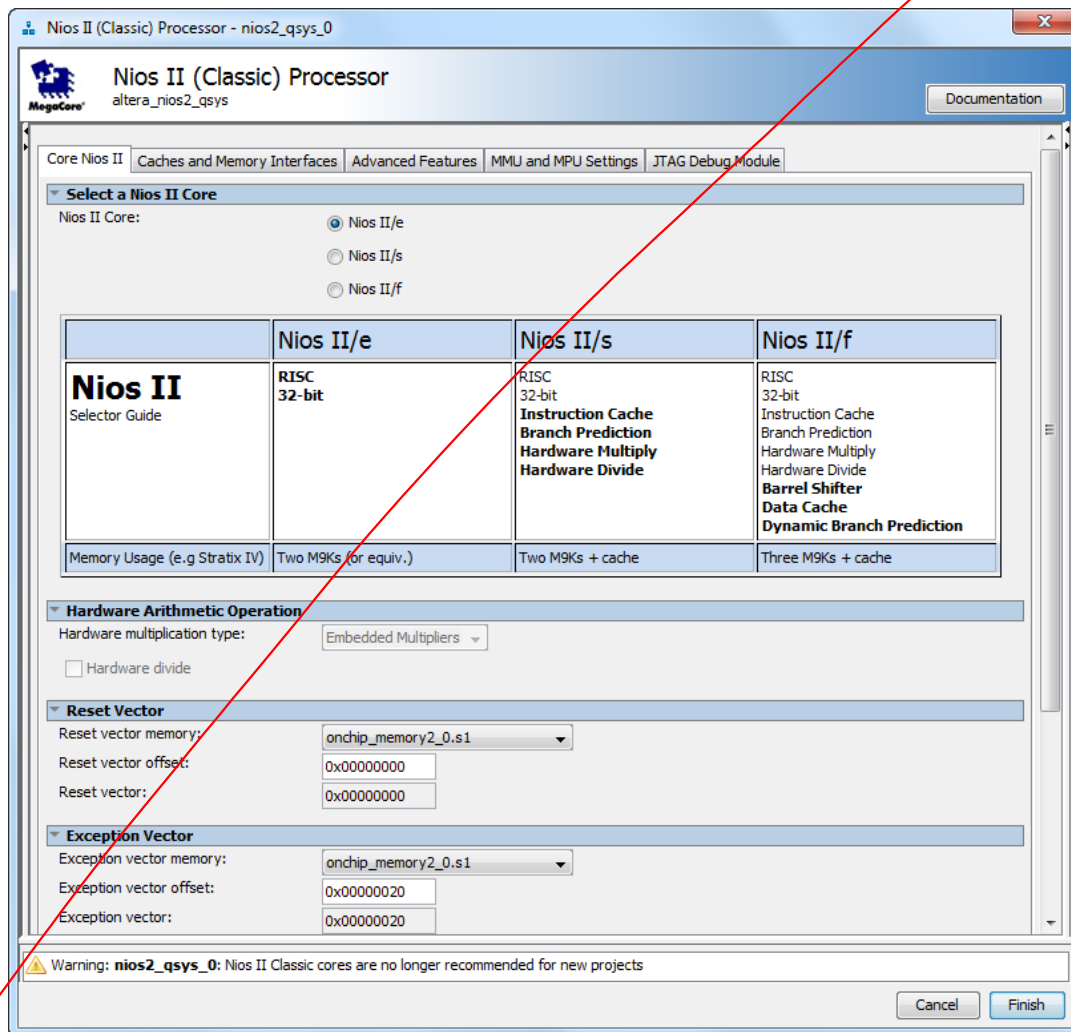 Nios II (Classic) Processor - nios2_qsys_0
Nios II (Classic) Processor
altera_nios2_qsys
MegaCore®
Documentation
Core Nios II Caches and Memory Interfaces Advanced Features MMU and MPU Settings JTAG Debug Module
Select a Nios II Core
Nios II Core:
Nios II/e
Nios II/s
Nios II/f
Nios II/e Nios II/s Nios II/f
Nios II
Selector Guide
RISC
32-bit
RISC
32-bit
Instruction Cache
Branch Prediction
Hardware Multiply
Hardware Divide
RISC
32-bit
Instruction Cache
Branch Prediction
Hardware Multiply
Hardware Divide
Barrel Shifter
Data Cache
Dynamic Branch Prediction
Memory Usage (e.g Stratix IV) Two M9Ks (or equiv.) Two M9Ks + cache Three M9Ks + cache
Hardware Arithmetic Operation
Hardware multiplication type: Embedded Multipliers
Hardware divide
Reset Vector
Reset vector memory: onchip_memory2_0.s1
Reset vector offset: 0x00000000
Reset vector: 0x00000000
Exception Vector
Exception vector memory: onchip_memory2_0.s1
Exception vector offset: 0x00000020
Exception vector: 0x00000020
Warning: nios2_qsys_0: Nios II Classic cores are no longer recommended for new projects
Cancel Finish